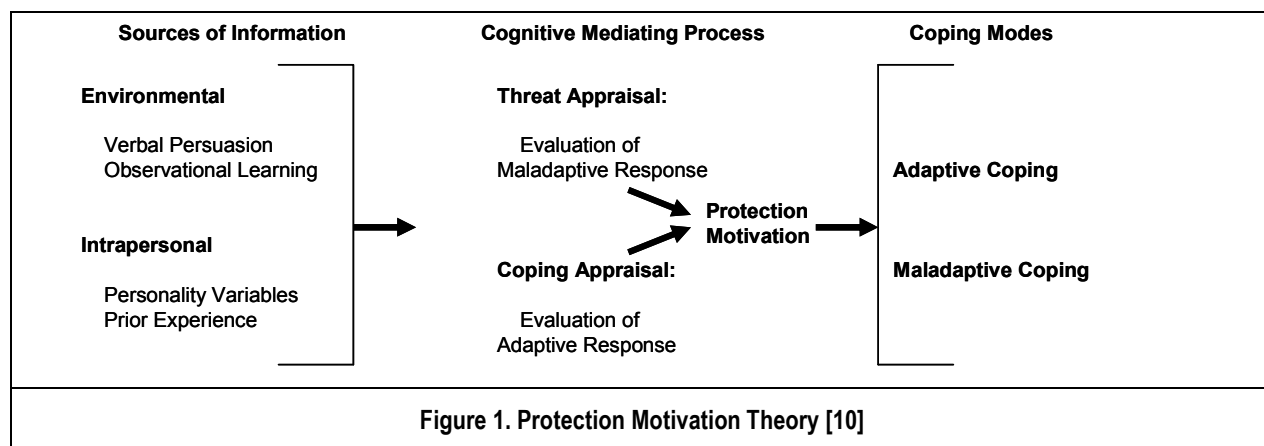 Sources of Information
Environmental
Verbal Persuasion
Observational Learning
Intrapersonal
Personality Variables
Prior Experience
Cognitive Mediating Process
Threat Appraisal:
Evaluation of
Maladaptive Response
Protection
Motivation
Coping Appraisal:
Evaluation of
Adaptive Response
Coping Modes
Adaptive Coping
Maladaptive Coping
Figure 1. Protection Motivation Theory [10]